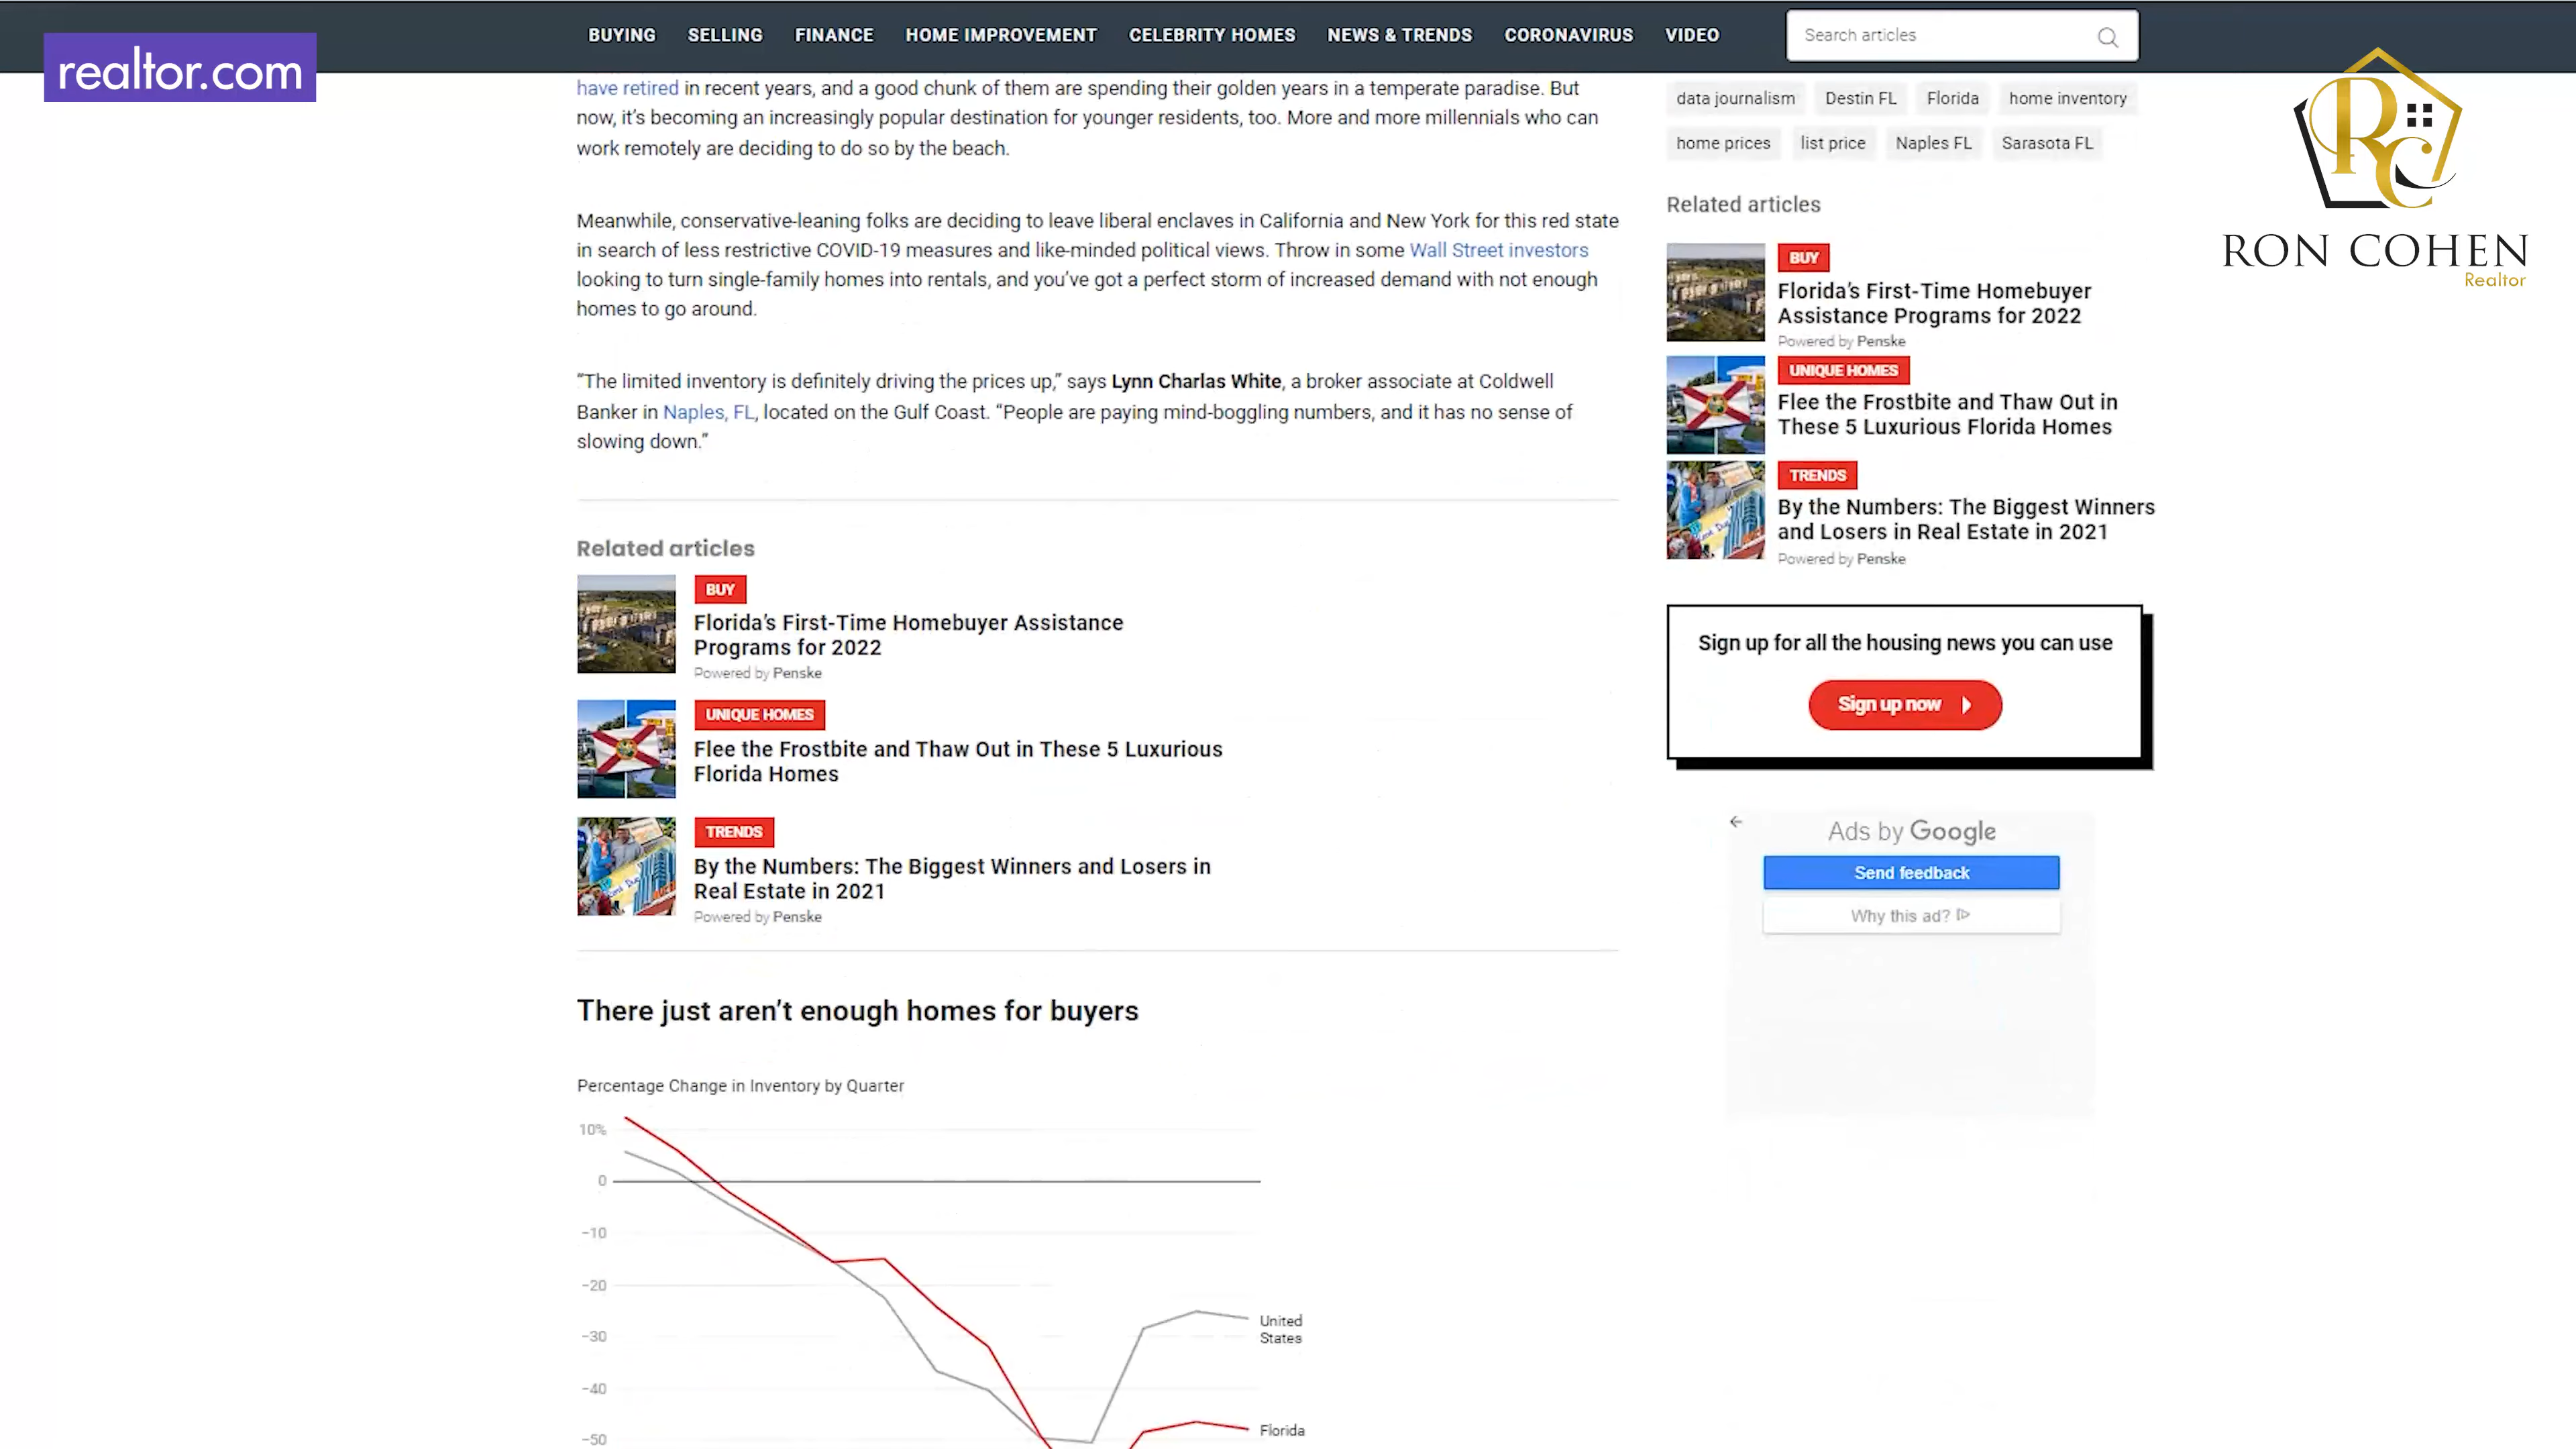 BUYING SELLING FINANCE HOME IMPROVEMENT CELEBRITY HOMES NEWS & TRENDS CORONAVIRUS VIDEO Search articles
realtor.com
have retired in recent years, and a good chunk of them are spending their golden years in a temperate paradise. But
now, it’s becoming an increasingly popular destination for younger residents, too. More and more millennials who can
work remotely are deciding to do so by the beach.
Meanwhile, conservative-leaning folks are deciding to leave liberal enclaves in California and New York for this red state
in search of less restrictive COVID-19 measures and like-minded political views. Throw in some Wall Street investors
looking to turn single-family homes into rentals, and you’ve got a perfect storm of increased demand with not enough
homes to go around.
“The limited inventory is definitely driving the prices up,” says Lynn Charlas White, a broker associate at Coldwell
Banker in Naples, FL, located on the Gulf Coast. “People are paying mind-boggling numbers, and it has no sense of
slowing down.”
Related articles
BUY
Florida’s First-Time Homebuyer Assistance
Programs for 2022
Powered by Penske
UNIQUE HOMES
Flee the Frostbite and Thaw Out in These 5 Luxurious
Florida Homes
TRENDS
By the Numbers: The Biggest Winners and Losers in
Real Estate in 2021
Powered by Penske
There just aren’t enough homes for buyers
Percentage Change in Inventory by Quarter
10%
0
-10
-20
-30
-40
-50
United
States
Florida
data journalism Destin FL Florida home inventory
home prices list price Naples FL Sarasota FL
Related articles
BUY
Florida’s First-Time Homebuyer
Assistance Programs for 2022
Powered by Penske
UNIQUE HOMES
Flee the Frostbite and Thaw Out in
These 5 Luxurious Florida Homes
TRENDS
By the Numbers: The Biggest Winners
and Losers in Real Estate in 2021
Powered by Penske
Sign up for all the housing news you can use
Sign up now
Ads by Google
Send feedback
Why this ad?
RC
RON COHEN
Realtor